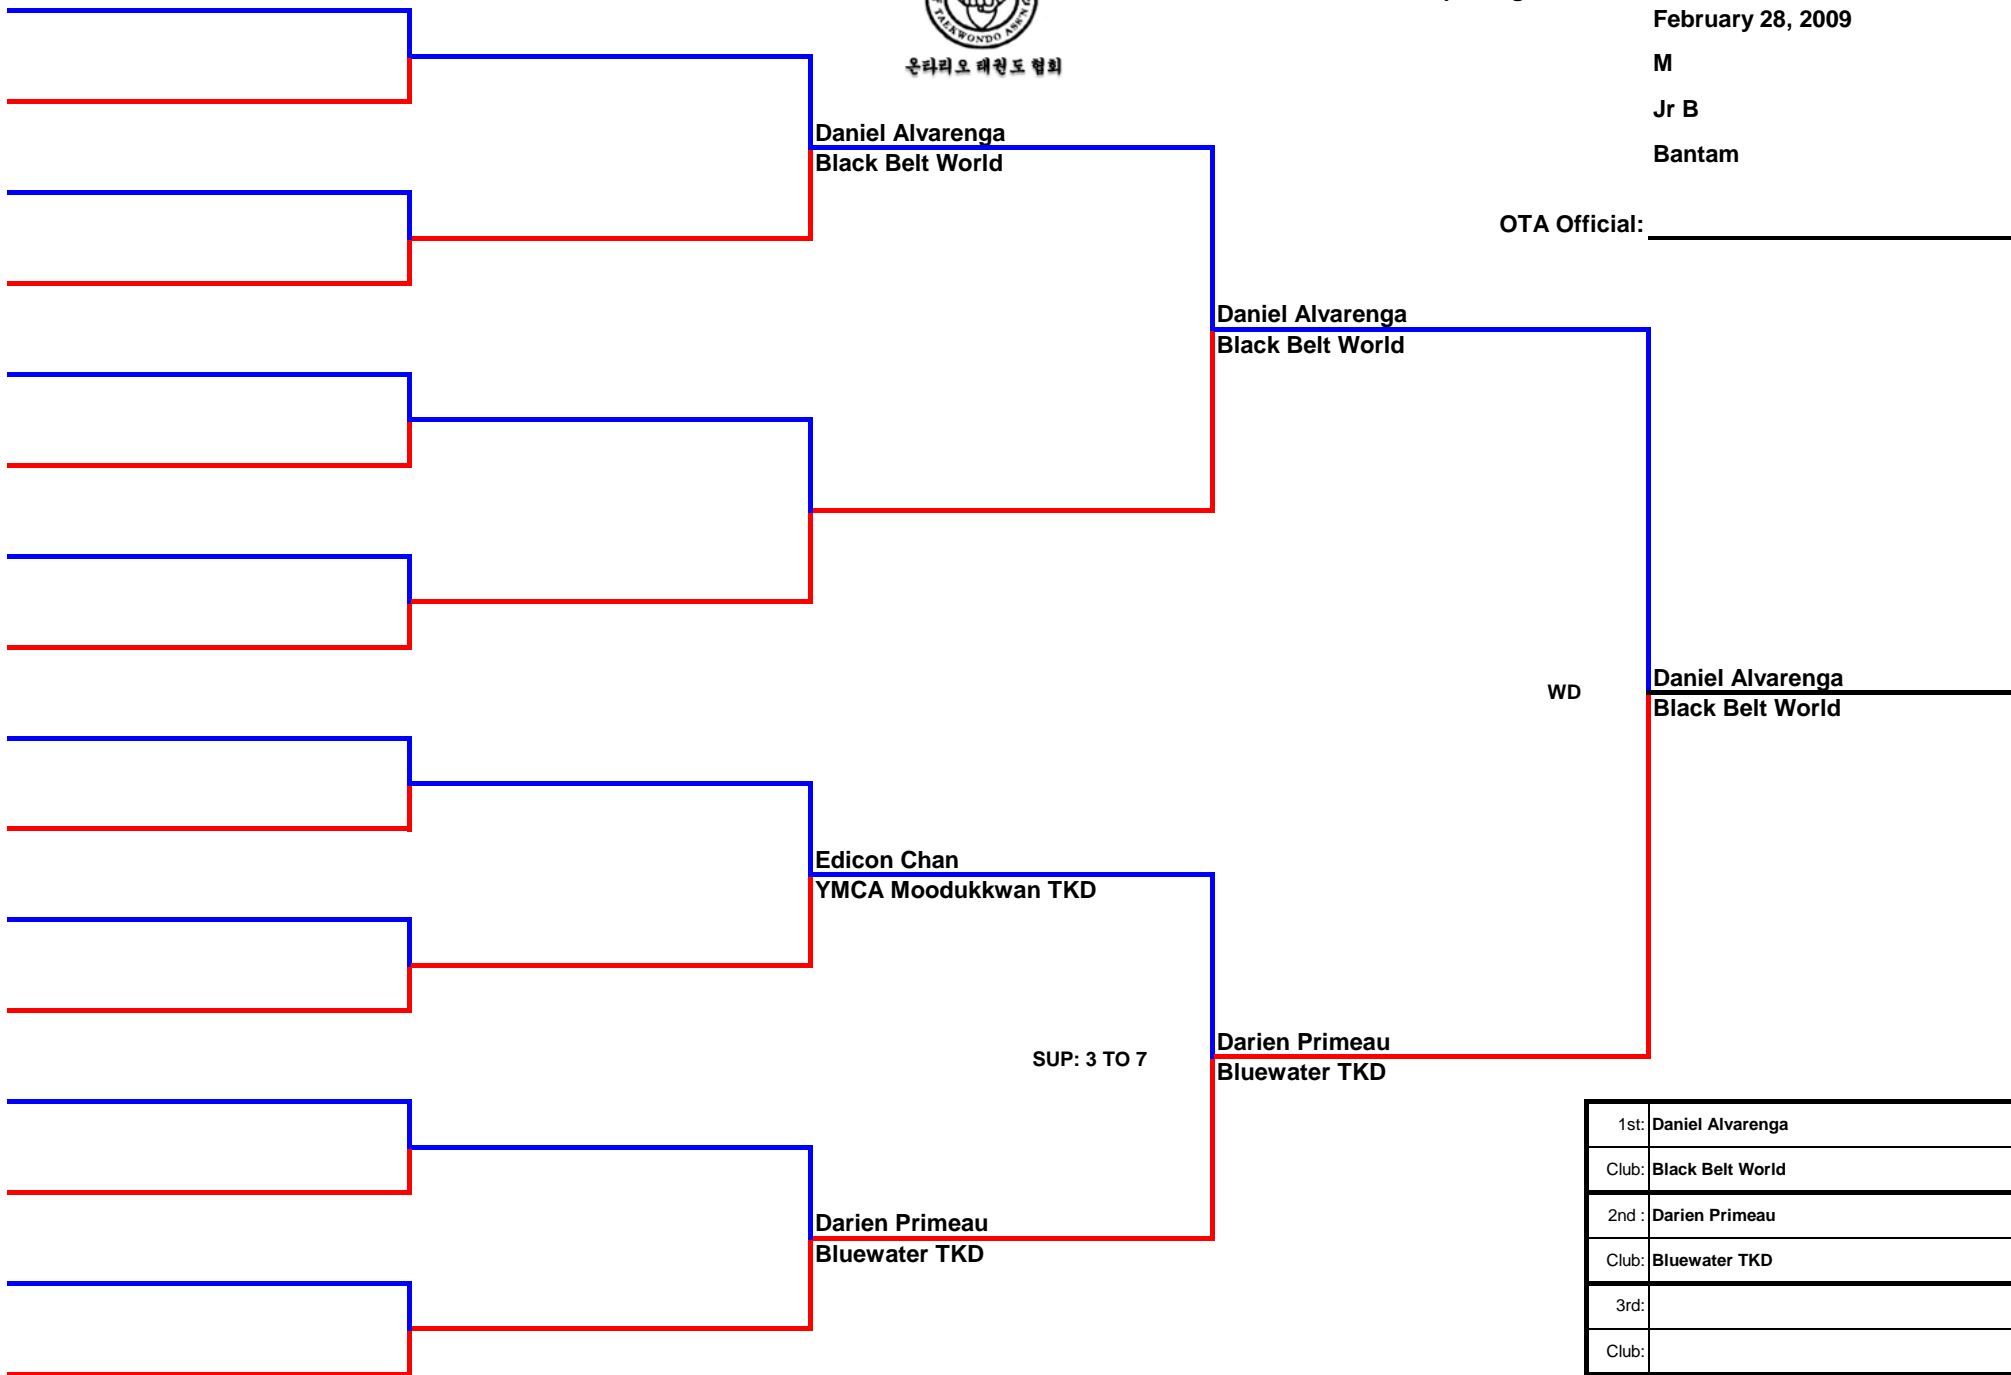 TAEKWONDO ASS'N
온타리오 태권도 협회
February 28, 2009
M
Jr B
Bantam
OTA Official:
Daniel Alvarenga
Black Belt World
Daniel Alvarenga
Black Belt World
WD
Daniel Alvarenga
Black Belt World
Edicon Chan
YMCA Moodukkwan TKD
SUP: 3 TO 7
Darien Primeau
Bluewater TKD
Darien Primeau
Bluewater TKD
1st: Daniel Alvarenga
Club: Black Belt World
2nd : Darien Primeau
Club: Bluewater TKD
3rd:
Club: